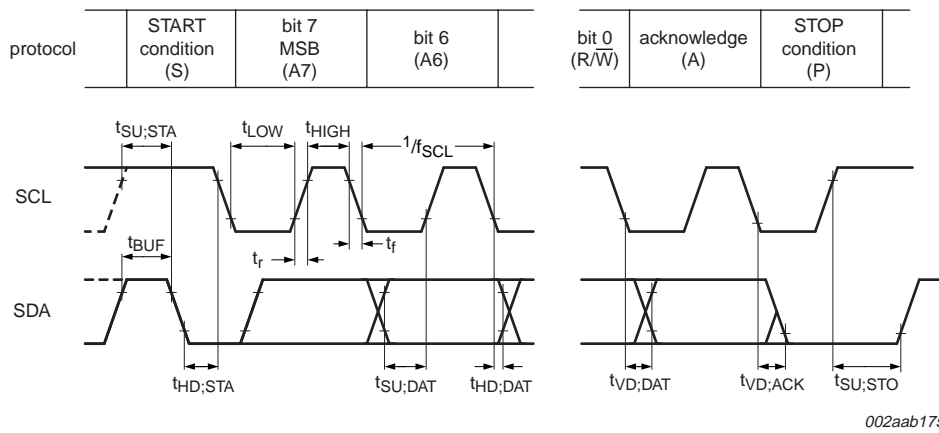 protocol
START
condition
(S)
bit 7
MSB
(A7)
bit 6
(A6)
bit 0
(R/W̅)
acknowledge
(A)
STOP
condition
(P)
tSU;STA
tLOW
tHIGH
1/fSCL
SCL
tBUF
tr
tf
SDA
tHD;STA
tSU;DAT
tHD;DAT
tVD;DAT
tVD;ACK
tSU;STO